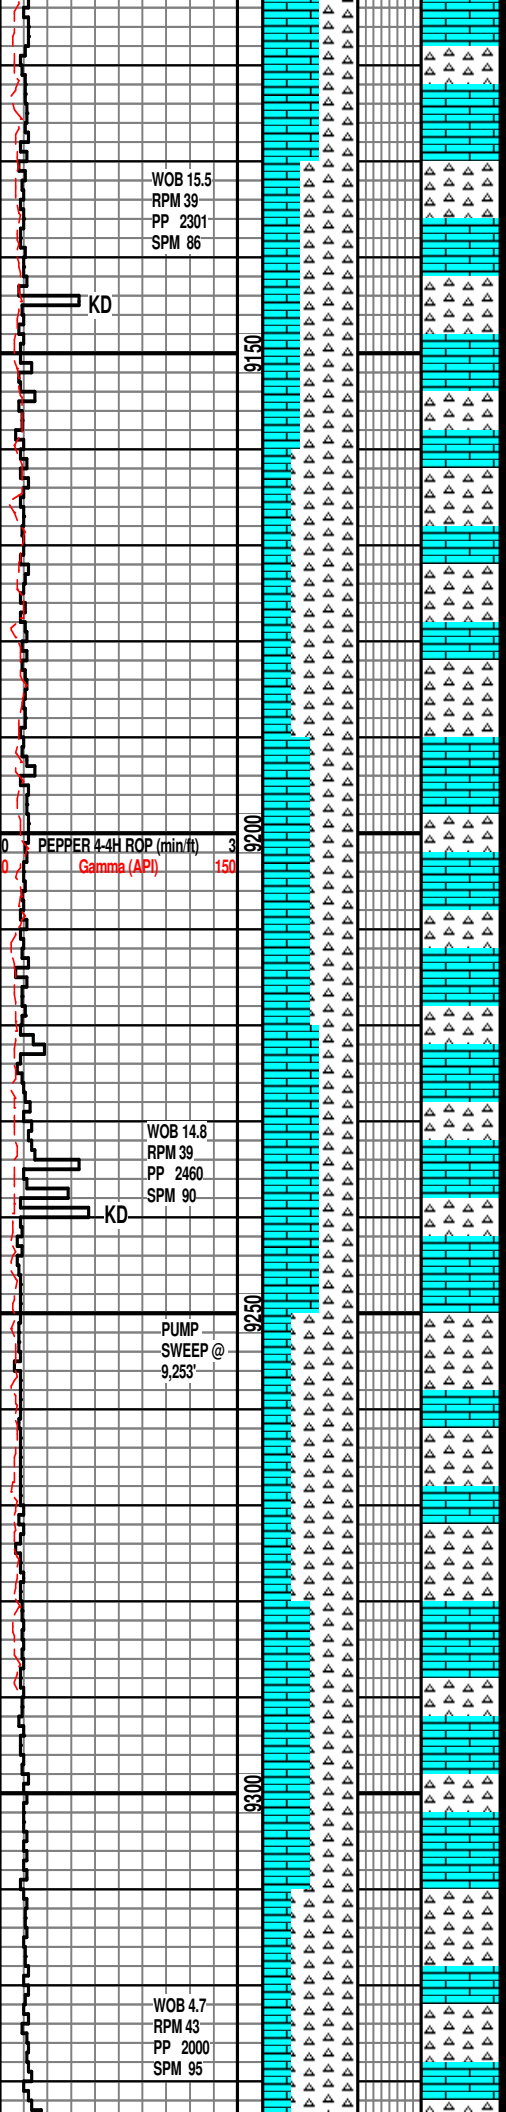 WOB 15.5
RPM 39
PP 2301
SPM 86
KD
9150
9200
0 PEPPER 4-4H ROP (min/ft) 3
0 Gamma (API) 150
WOB 14.8
RPM 39
PP 2460
SPM 90
KD
9250
PUMP
SWEEP @
9,253'
9300
WOB 4.7
RPM 43
PP 2000
SPM 95